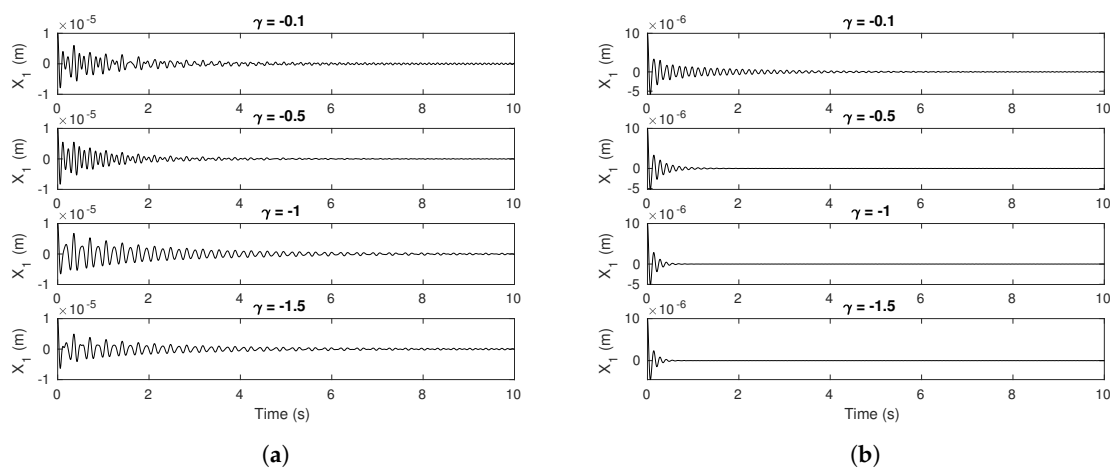 ×10⁻⁵ γ = -0.1
1
0
-1
X₁ (m)
0 2 4 6 8 10
×10⁻⁵ γ = -0.5
1
0
-1
X₁ (m)
0 2 4 6 8 10
×10⁻⁵ γ = -1
1
0
-1
X₁ (m)
0 2 4 6 8 10
×10⁻⁵ γ = -1.5
1
0
-1
X₁ (m)
0 2 4 6 8 10
Time (s)
(a)
×10⁻⁶ γ = -0.1
10
0
-5
X₁ (m)
0 2 4 6 8 10
×10⁻⁶ γ = -0.5
10
0
-5
X₁ (m)
0 2 4 6 8 10
×10⁻⁶ γ = -1
10
0
-5
X₁ (m)
0 2 4 6 8 10
×10⁻⁶ γ = -1.5
10
0
X₁ (m)
0 2 4 6 8 10
Time (s)
(b)